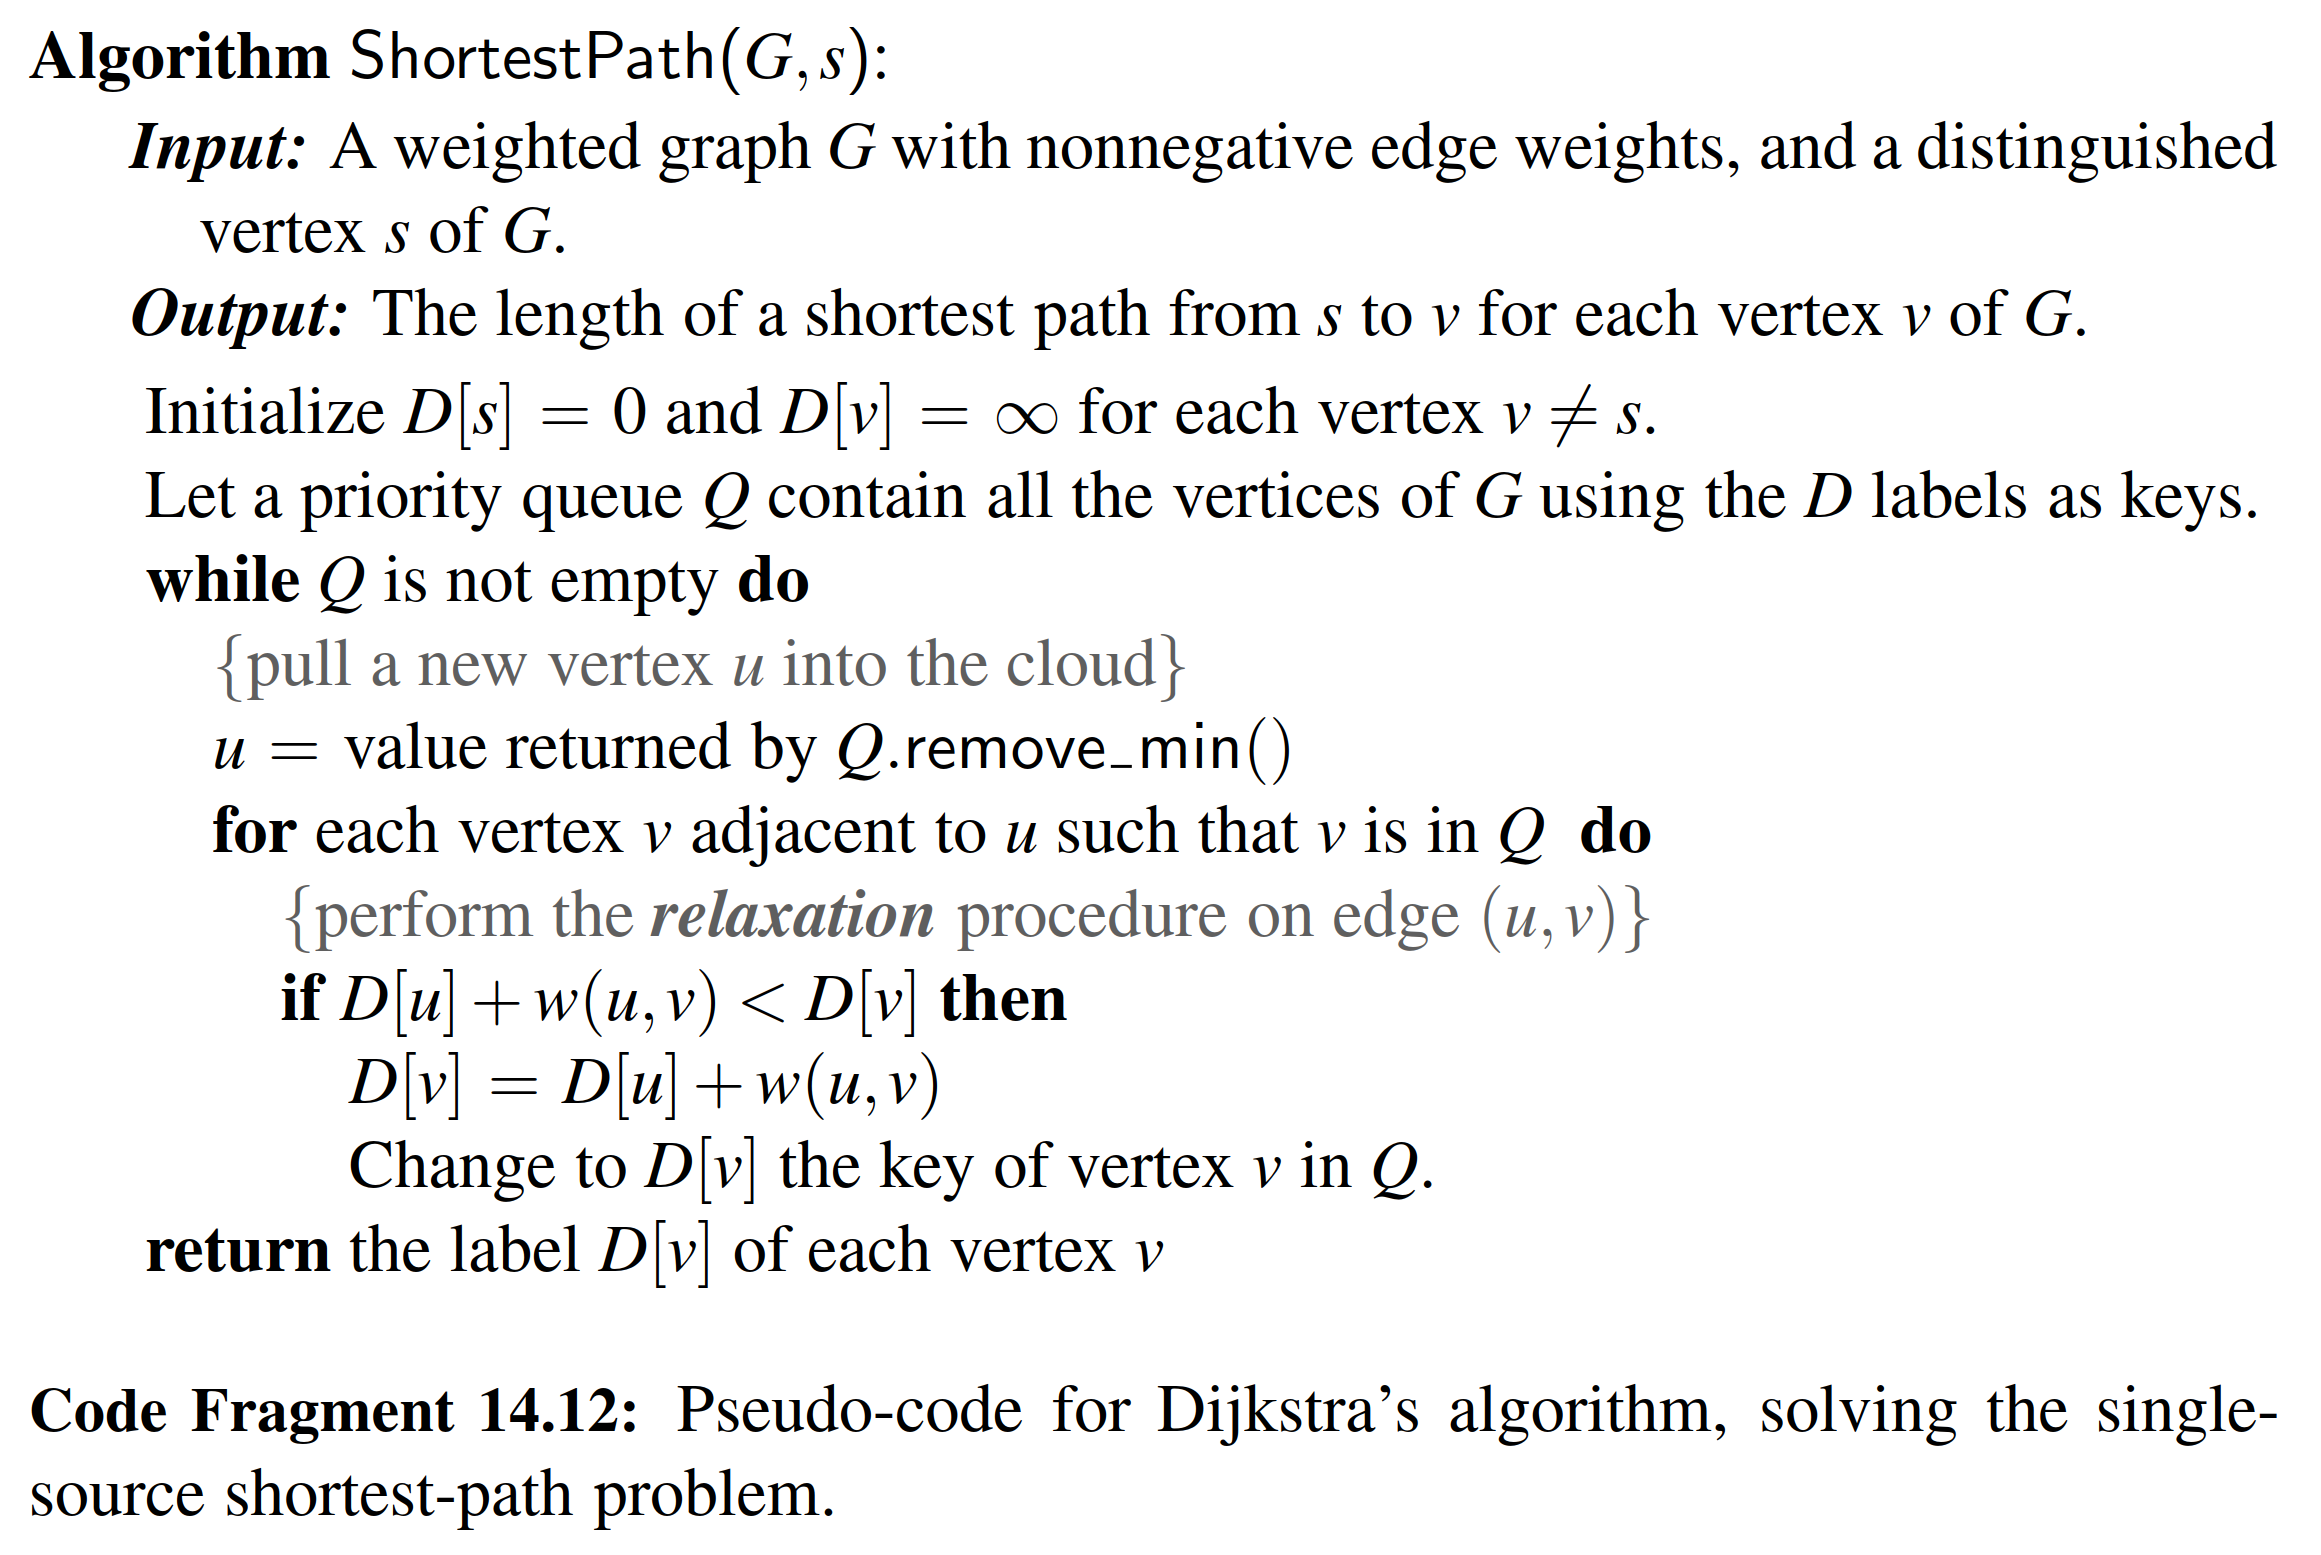 Algorithm ShortestPath(G,s):
Input: A weighted graph G with nonnegative edge weights, and a distinguished
vertex s of G.
Output: The length of a shortest path from s to v for each vertex v of G.
Initialize D[s] = 0 and D[v] = ∞ for each vertex v ≠ s.
Let a priority queue Q contain all the vertices of G using the D labels as keys.
while Q is not empty do
{pull a new vertex u into the cloud}
u = value returned by Q.remove_min()
for each vertex v adjacent to u such that v is in Q do
{perform the relaxation procedure on edge (u,v)}
if D[u]+w(u,v) < D[v] then
D[v] = D[u]+w(u,v)
Change to D[v] the key of vertex v in Q.
return the label D[v] of each vertex v
Code Fragment 14.12: Pseudo-code for Dijkstra’s algorithm, solving the single-
source shortest-path problem.